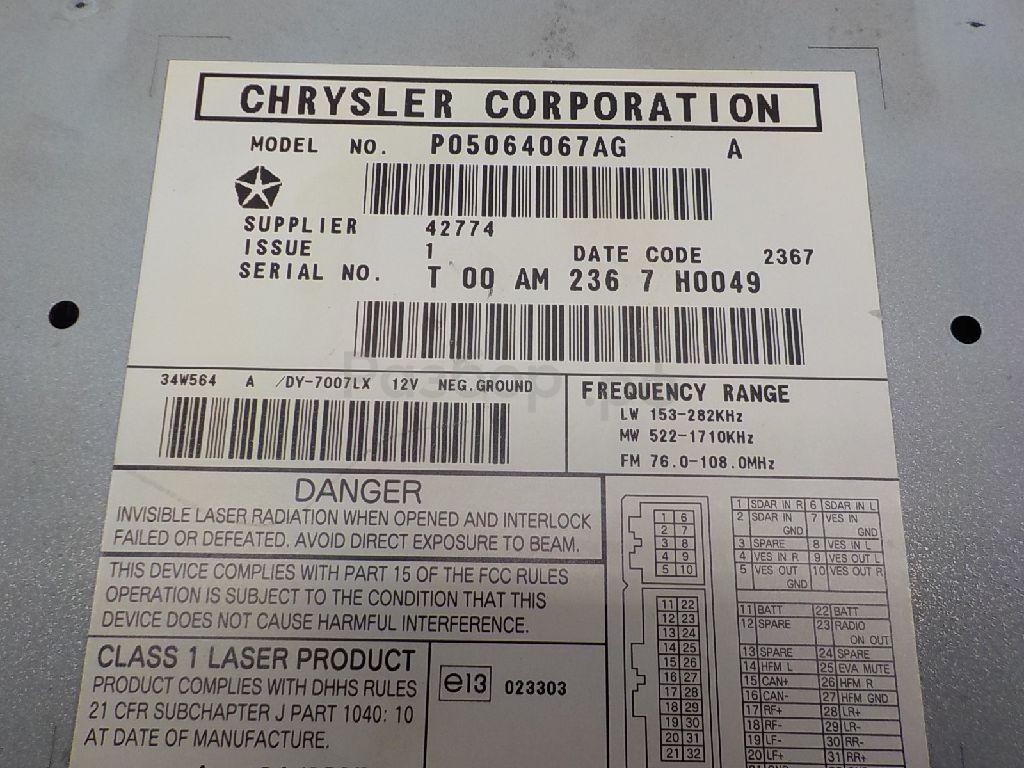 CHRYSLER CORPORATION
MODEL NO. P05064067AG A
SUPPLIER 42774
ISSUE 1 DATE CODE 2367
SERIAL NO. T 00 AM 236 7 H0049
34W564 A /DY-7007LX 12V NEG.GROUND
FREQUENCY RANGE
LW 153-282KHz
MW 522-1710KHz
FM 76.0-108.0MHz
DANGER
INVISIBLE LASER RADIATION WHEN OPENED AND INTERLOCK
FAILED OR DEFEATED. AVOID DIRECT EXPOSURE TO BEAM.
THIS DEVICE COMPLIES WITH PART 15 OF THE FCC RULES
OPERATION IS SUBJECT TO THE CONDITION THAT THIS
DEVICE DOES NOT CAUSE HARMFUL INTERFERENCE.
CLASS 1 LASER PRODUCT
PRODUCT COMPLIES WITH DHHS RULES
21 CFR SUBCHAPTER J PART 1040: 10
AT DATE OF MANUFACTURE.
e13 023303
1 6
2 7
3 8
4 9
5 10
11 22
12 23
13 24
14 25
15 26
16 27
17 28
18 29
19 30
20 31
21 32
1 SDAR IN R 6 SDAR IN L
2 SDAR IN GND 7 VES IN GND
3 SPARE 8 VES IN L
4 VES IN R 9 VES OUT L
5 VES OUT GND 10 VES OUT R
11 BATT 22 BATT
12 SPARE 23 RADIO ON OUT
13 SPARE 24 SPARE
14 HFM L 25 EVA MUTE
15 CAN+ 26 HFM R
16 CAN- 27 HFM GND
17 RF+ 28 LR+
18 RF- 29 LR-
19 LF- 30 RR-
20 LF+ 31 RR+